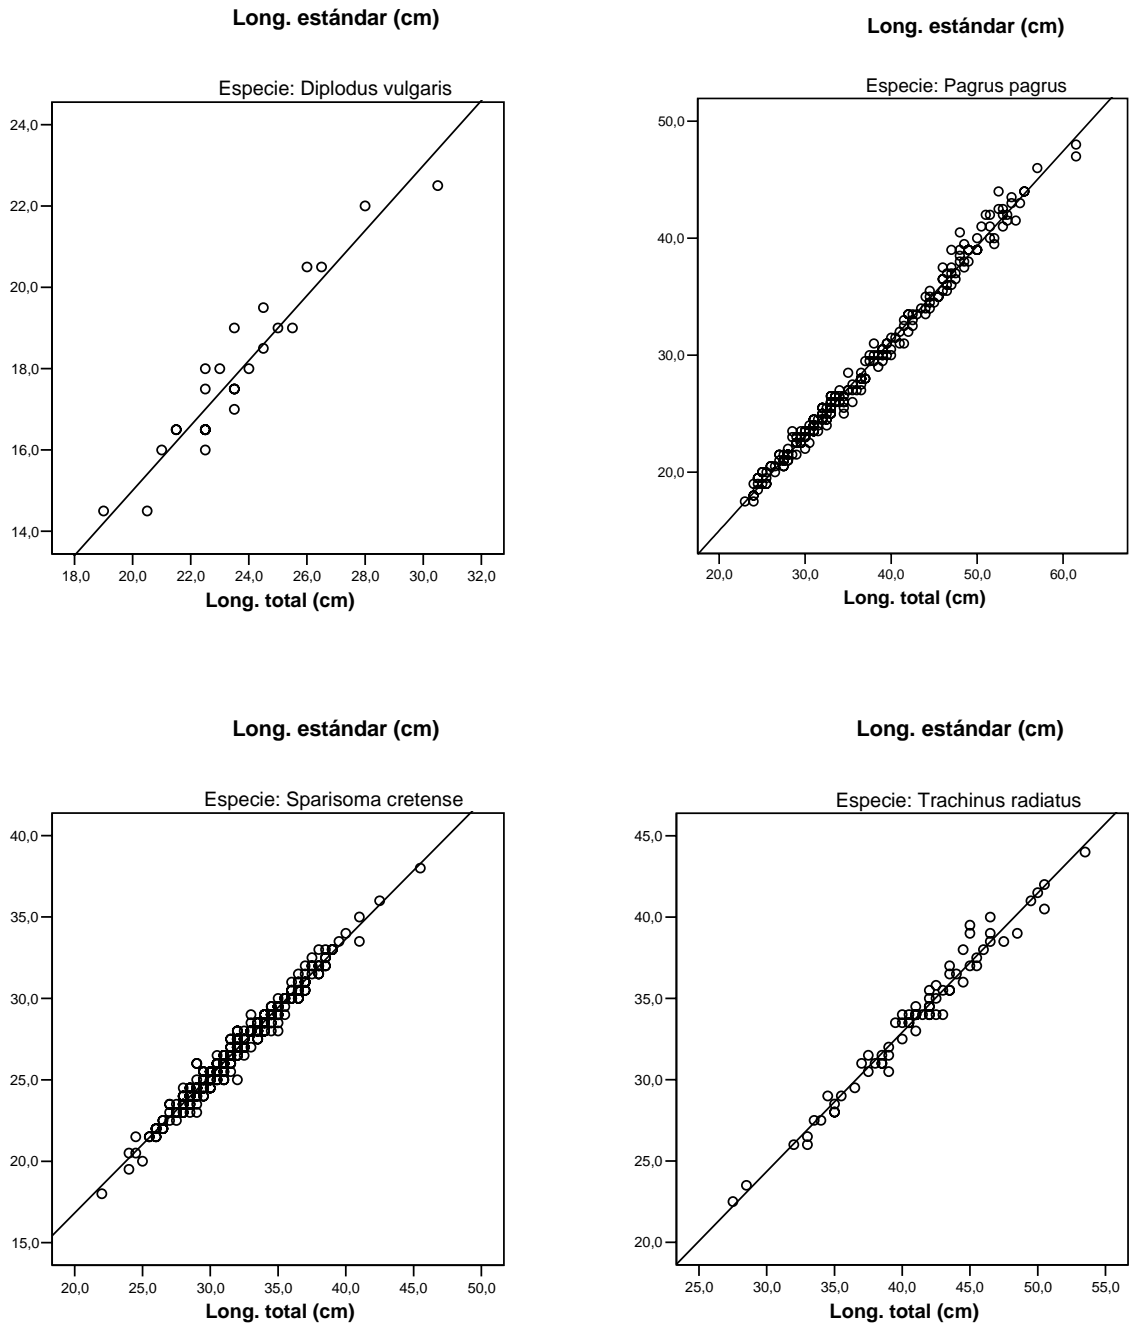 Long. estándar (cm)
Especie: Diplodus vulgaris
24,0
22,0
20,0
18,0
16,0
14,0
18,0 20,0 22,0 24,0 26,0 28,0 30,0 32,0
Long. total (cm)
Long. estándar (cm)
Especie: Pagrus pagrus
50,0
40,0
30,0
20,0
20,0 30,0 40,0 50,0 60,0
Long. total (cm)
Long. estándar (cm)
Especie: Sparisoma cretense
40,0
35,0
30,0
25,0
20,0
15,0
20,0 25,0 30,0 35,0 40,0 45,0 50,0
Long. total (cm)
Long. estándar (cm)
Especie: Trachinus radiatus
45,0
40,0
35,0
30,0
25,0
20,0
25,0 30,0 35,0 40,0 45,0 50,0 55,0
Long. total (cm)